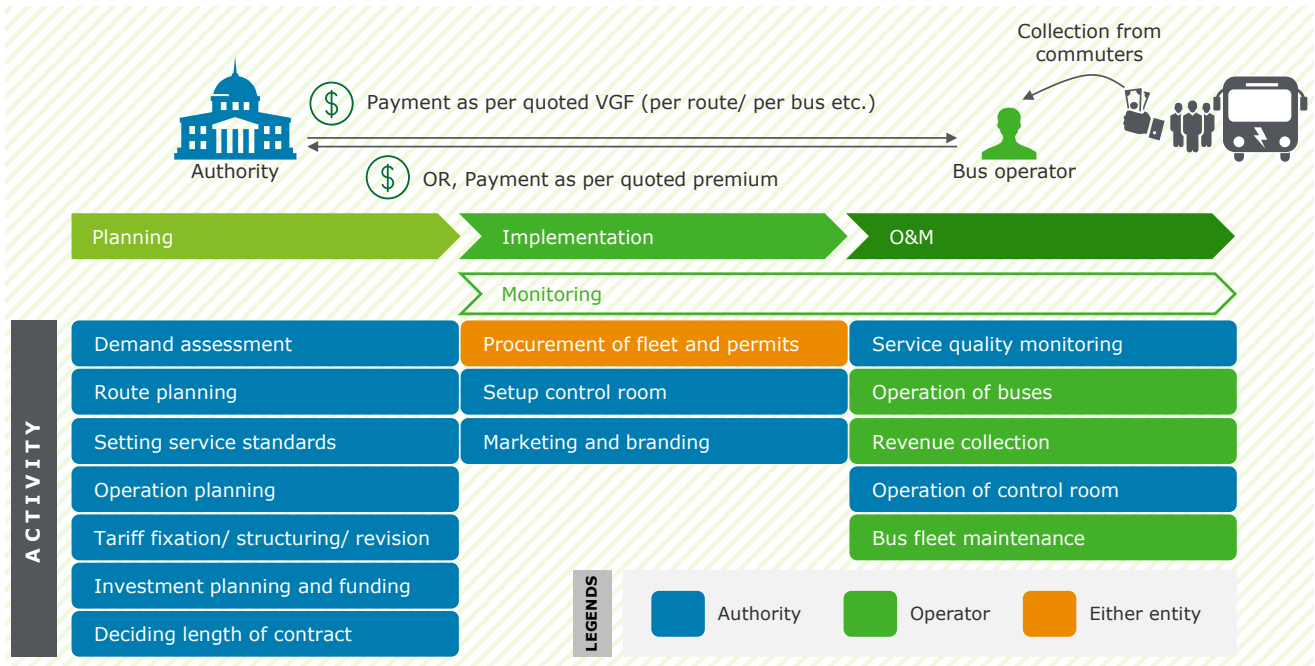 Collection from
commuters
$ Payment as per quoted VGF (per route/ per bus etc.)
Authority
Bus operator
$ OR, Payment as per quoted premium
Planning
Implementation
O&M
Monitoring
ACTIVITY
Demand assessment
Procurement of fleet and permits
Service quality monitoring
Route planning
Setup control room
Operation of buses
Setting service standards
Marketing and branding
Revenue collection
Operation planning
Operation of control room
Tariff fixation/ structuring/ revision
Bus fleet maintenance
Investment planning and funding
Deciding length of contract
LEGENDS
Authority
Operator
Either entity